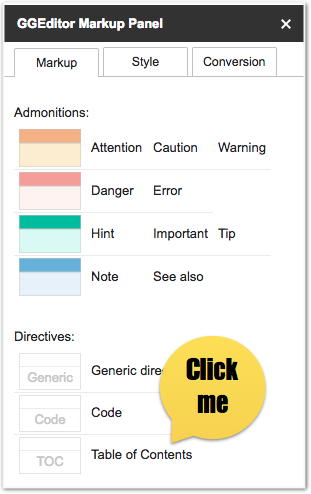 GGEditor Markup Panel ×
Markup Style Conversion
Admonitions:
Attention Caution Warning
Danger Error
Hint Important Tip
Note See also
Directives:
Generic Generic dire
Click
me
Code Code
TOC Table of Contents